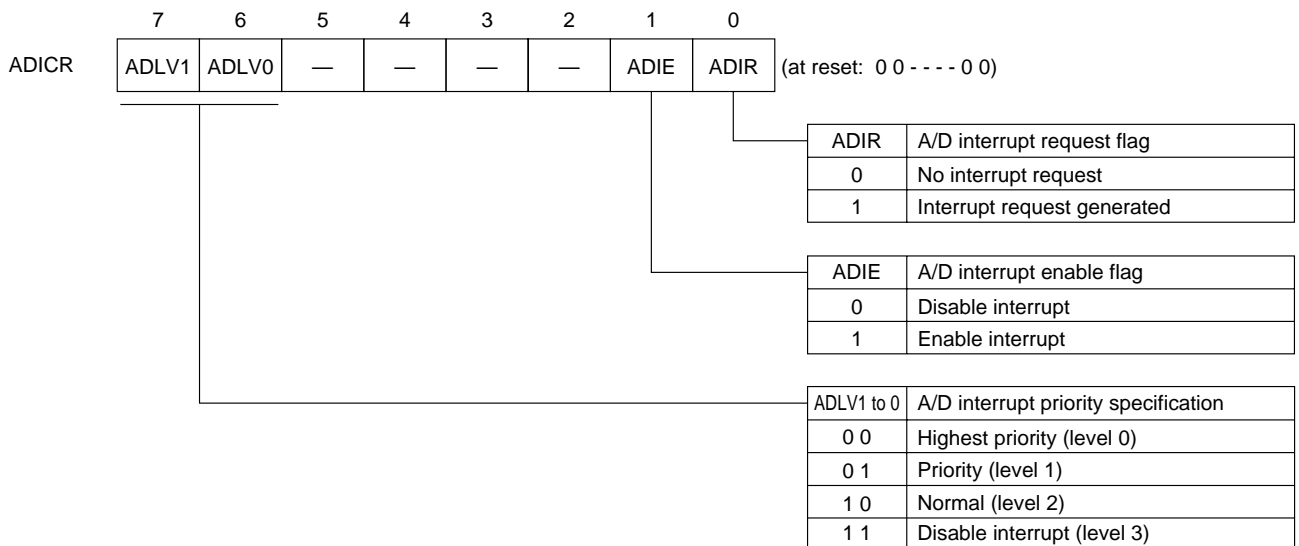 7 6 5 4 3 2 1 0
ADICR ADLV1 ADLV0 — — — — ADIE ADIR (at reset: 0 0 - - - - 0 0)
ADIR A/D interrupt request flag
0 No interrupt request
1 Interrupt request generated
ADIE A/D interrupt enable flag
0 Disable interrupt
1 Enable interrupt
ADLV1 to 0 A/D interrupt priority specification
0 0 Highest priority (level 0)
0 1 Priority (level 1)
1 0 Normal (level 2)
1 1 Disable interrupt (level 3)